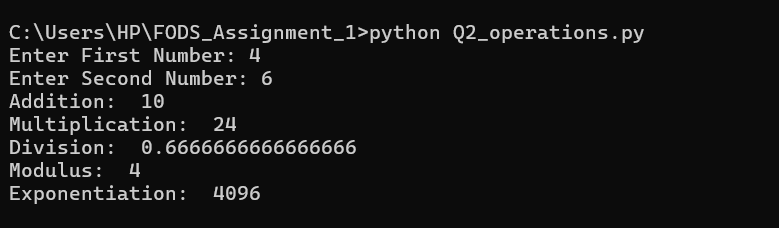 C:\Users\HP\FODS_Assignment_1>python Q2_operations.py
Enter First Number: 4
Enter Second Number: 6
Addition:  10
Multiplication:  24
Division:  0.6666666666666666
Modulus:  4
Exponentiation:  4096